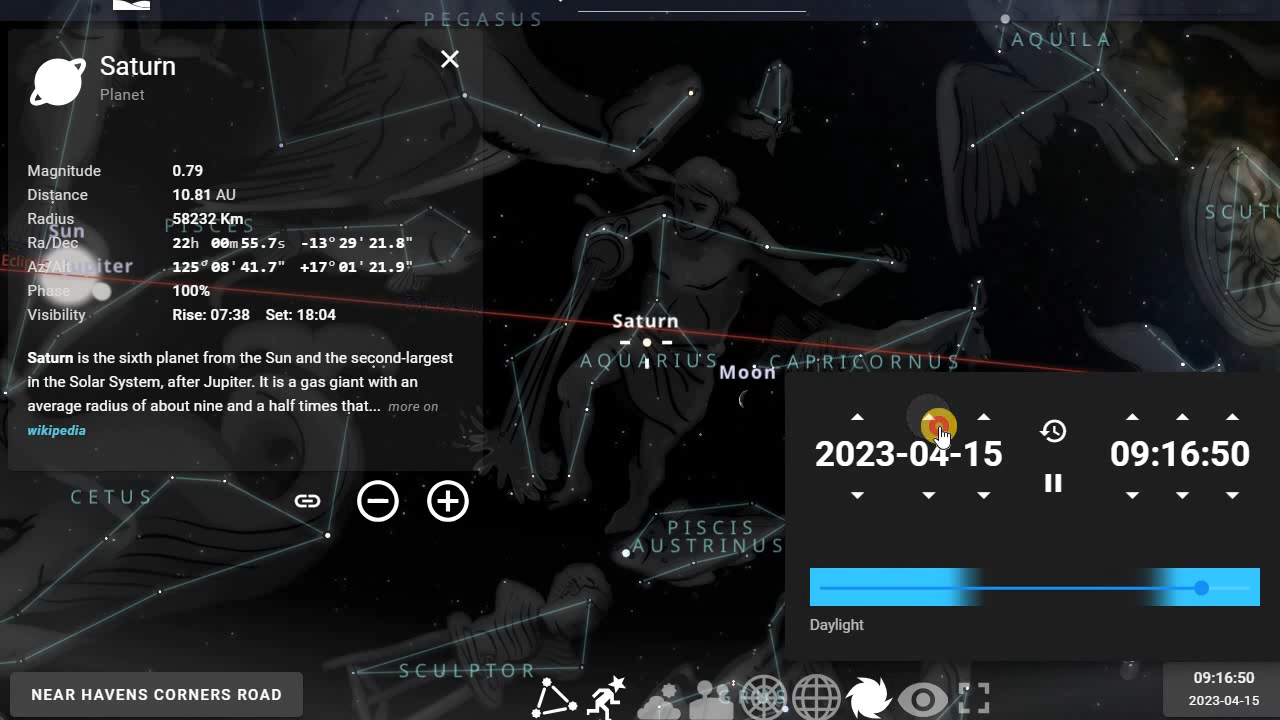 PEGASUS
AQUILA
Saturn
Planet
Magnitude 0.79
Distance 10.81 AU
Radius 58232 Km
PISCES
SCUTU
Sun
Ra/Dec 22h 00m 55.7s -13° 29' 21.8"
Eclip
Jupiter
Az/Alt 125° 08' 41.7" +17° 01' 21.9"
Phase 100%
Visibility Rise: 07:38 Set: 18:04
Saturn
AQUARIUS
CAPRICORNUS
Moon
Saturn is the sixth planet from the Sun and the second-largest
in the Solar System, after Jupiter. It is a gas giant with an
average radius of about nine and a half times that... more on
wikipedia
2023-04-15 09:16:50
CETUS
PISCIS
AUSTRINUS
Daylight
SCULPTOR
GRUS
NEAR HAVENS CORNERS ROAD
09:16:50
2023-04-15